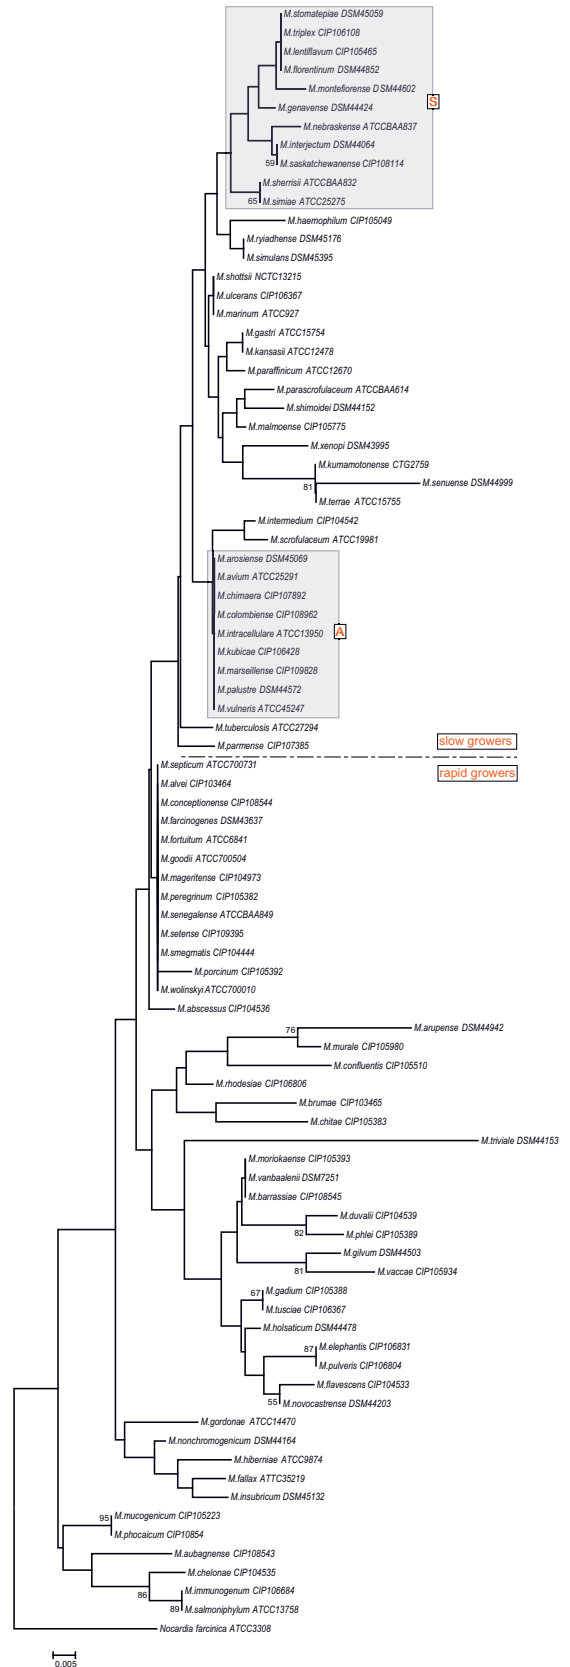 M.stomatepiae DSM45059
M.triplex CIP106108
M.lentiflavum CIP105465
M.florentinum DSM44852
M.montefiorense DSM44602
S
M.genavense DSM44424
M.nebraskense ATCCBAA837
M.interjectum DSM44064
59
M.saskatchewanense CIP108114
M.sherrisii ATCCBAA832
65
M.simiae ATCC25275
M.haemophilum CIP105049
M.ryiadhense DSM45176
M.simulans DSM45395
M.shottsii NCTC13215
M.ulcerans CIP106367
M.marinum ATCC927
M.gastri ATCC15754
M.kansasii ATCC12478
M.paraffinicum ATCC12670
M.parascrofulaceum ATCCBAA614
M.shimoidei DSM44152
M.malmoense CIP105775
M.xenopi DSM43995
M.kumamotonense CTG2759
81
M.senuense DSM44999
M.terrae ATCC15755
M.intermedium CIP104542
M.scrofulaceum ATCC19981
M.arosiense DSM45069
M.avium ATCC25291
M.chimaera CIP107892
M.colombiense CIP108962
M.intracellulare ATCC13950
A
M.kubicae CIP106428
M.marseillense CIP109828
M.palustre DSM44572
M.vulneris ATCC45247
M.tuberculosis ATCC27294
M.parmense CIP107385
slow growers
rapid growers
M.septicum ATCC700731
M.alvei CIP103464
M.conceptionense CIP108544
M.farcinogenes DSM43637
M.fortuitum ATCC6841
M.goodii ATCC700504
M.mageritense CIP104973
M.peregrinum CIP105382
M.senegalense ATCCBAA849
M.setense CIP109395
M.smegmatis CIP104444
M.porcinum CIP105392
M.wolinskyi ATCC700010
M.abscessus CIP104536
76
M.arupense DSM44942
M.murale CIP105980
M.confluentis CIP105510
M.rhodesiae CIP106806
M.brumae CIP103465
M.chitae CIP105383
M.triviale DSM44153
M.moriokaense CIP105393
M.vanbaalenii DSM7251
M.barrassiae CIP108545
M.duvalii CIP104539
82
M.phlei CIP105389
M.gilvum DSM44503
81
M.vaccae CIP105934
67
M.gadium CIP105388
M.tusciae CIP106367
M.holsaticum DSM44478
87
M.elephantis CIP106831
M.pulveris CIP106804
M.flavescens CIP104533
55
M.novocastrense DSM44203
M.gordonae ATCC14470
M.nonchromogenicum DSM44164
M.hiberniae ATCC9874
M.fallax ATTC35219
M.insubricum DSM45132
95
M.mucogenicum CIP105223
M.phocaicum CIP10854
M.aubagnense CIP108543
M.chelonae CIP104535
86
M.immunogenum CIP106684
89
M.salmoniphylum ATCC13758
Nocardia farcinica ATCC3308
0.005